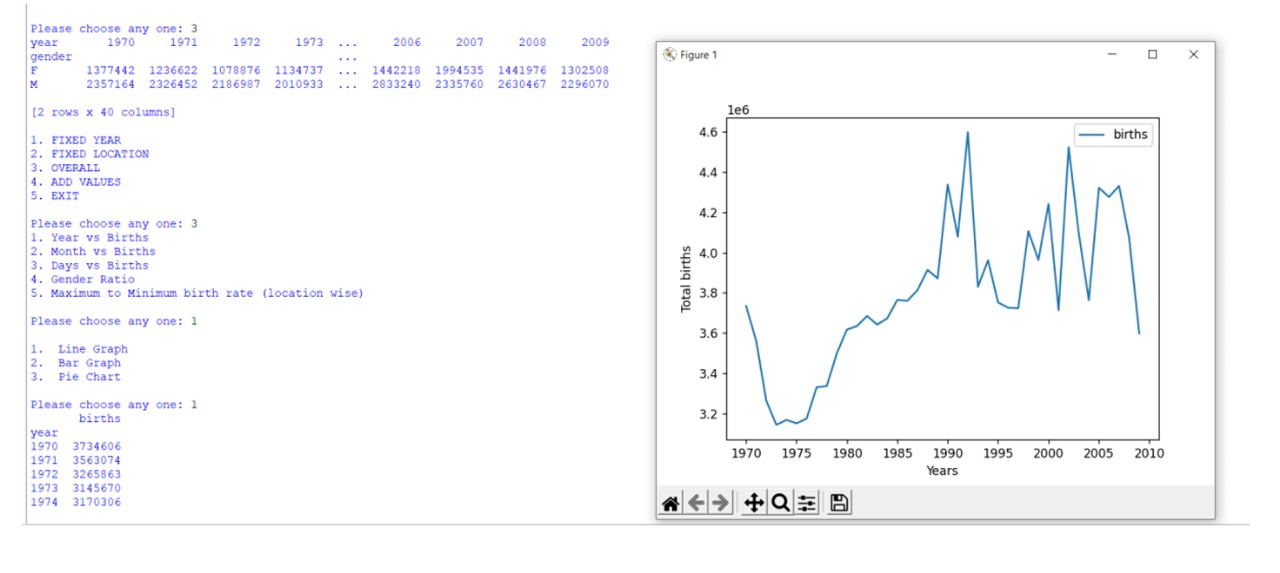 Please choose any one: 3
year 1970 1971 1972 1973 ... 2006 2007 2008 2009
gender ...
F 1377442 1236622 1078876 1134737 ... 1442218 1994535 1441976 1302508
M 2357164 2326452 2186987 2010933 ... 2833240 2335760 2630467 2296070
[2 rows x 40 columns]
1. FIXED YEAR
2. FIXED LOCATION
3. OVERALL
4. ADD VALUES
5. EXIT
Please choose any one: 3
1. Year vs Births
2. Month vs Births
3. Days vs Births
4. Gender Ratio
5. Maximum to Minimum birth rate (location wise)
Please choose any one: 1
1. Line Graph
2. Bar Graph
3. Pie Chart
Please choose any one: 1
births
year
1970 3734606
1971 3563074
1972 3265863
1973 3145670
1974 3170306
Figure 1
1e6
births
4.6
4.4
4.2
4.0
3.8
3.6
3.4
3.2
Total births
1970 1975 1980 1985 1990 1995 2000 2005 2010
Years